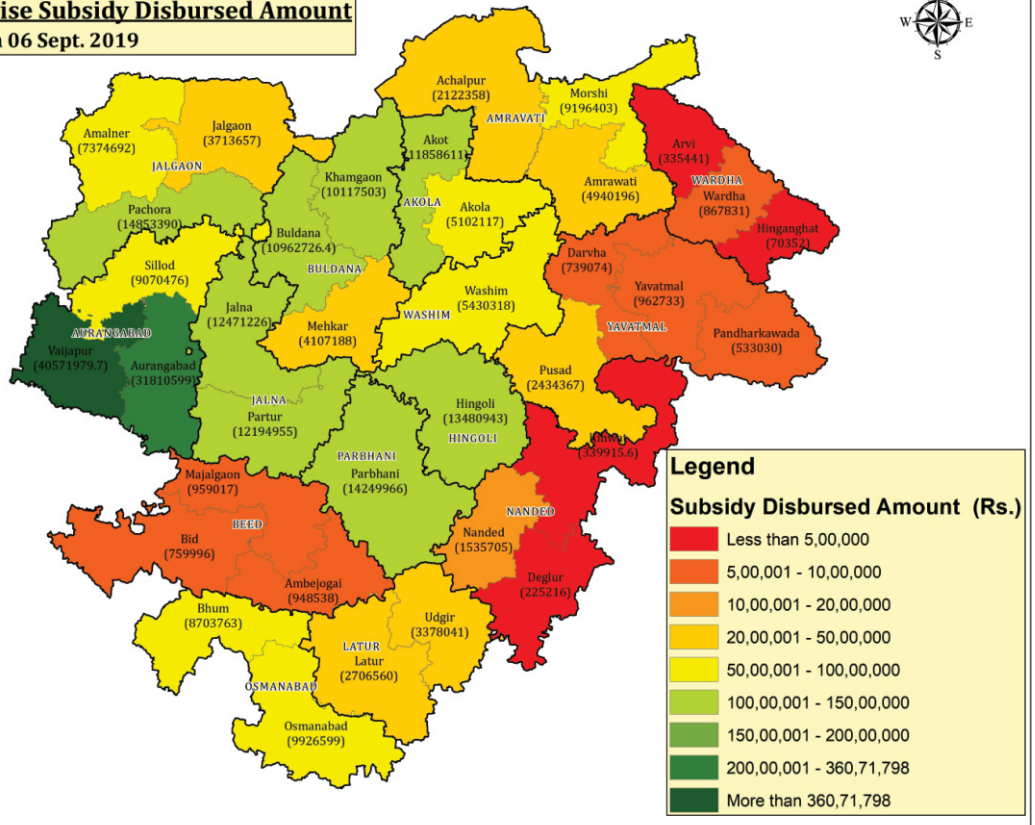 ise Subsidy Disbursed Amount
06 Sept. 2019
N
W E
S
Achalpur
(2122358)
AMRAVATI
Morshi
(9196403)
Amalner
(7374692)
Jalgaon
(3713657)
JALGAON
Akot
(11858611)
Arvi
(335441)
WARDHA
Wardha
(867831)
Khamgaon
(10117503)
Amrawati
(4940196)
AKOLA
Akola
(5102117)
Pachora
(14853390)
Buldana
(10962726.4)
BULDANA
Hinganghat
(70352)
Sillod
(9070476)
Darvha
(739074)
Yavatmal
(962733)
Washim
(5430318)
WASHIM
Jalna
(12471226)
Mehkar
(4107188)
YAVATMAL
Pandharkawada
(533030)
AURANGABAD
Vaijapur
(40571979.7)
Aurangabad
(31810599)
Pusad
(2434367)
JALNA
Partur
(12194955)
Hingoli
(13480943)
HINGOLI
(339915.6)
PARBHANI
Parbhani
(14249966)
Majalgaon
(959017)
BEED
Bid
(759996)
Ambejogai
(948538)
NANDED
Nanded
(1535705)
Deglur
(225216)
Bhum
(8703763)
Udgir
(3378041)
LATUR
Latur
(2706560)
OSMANABAD
Osmanabad
(9926599)
Legend
Subsidy Disbursed Amount (Rs.)
Less than 5,00,000
5,00,001 - 10,00,000
10,00,001 - 20,00,000
20,00,001 - 50,00,000
50,00,001 - 100,00,000
100,00,001 - 150,00,000
150,00,001 - 200,00,000
200,00,001 - 360,71,798
More than 360,71,798